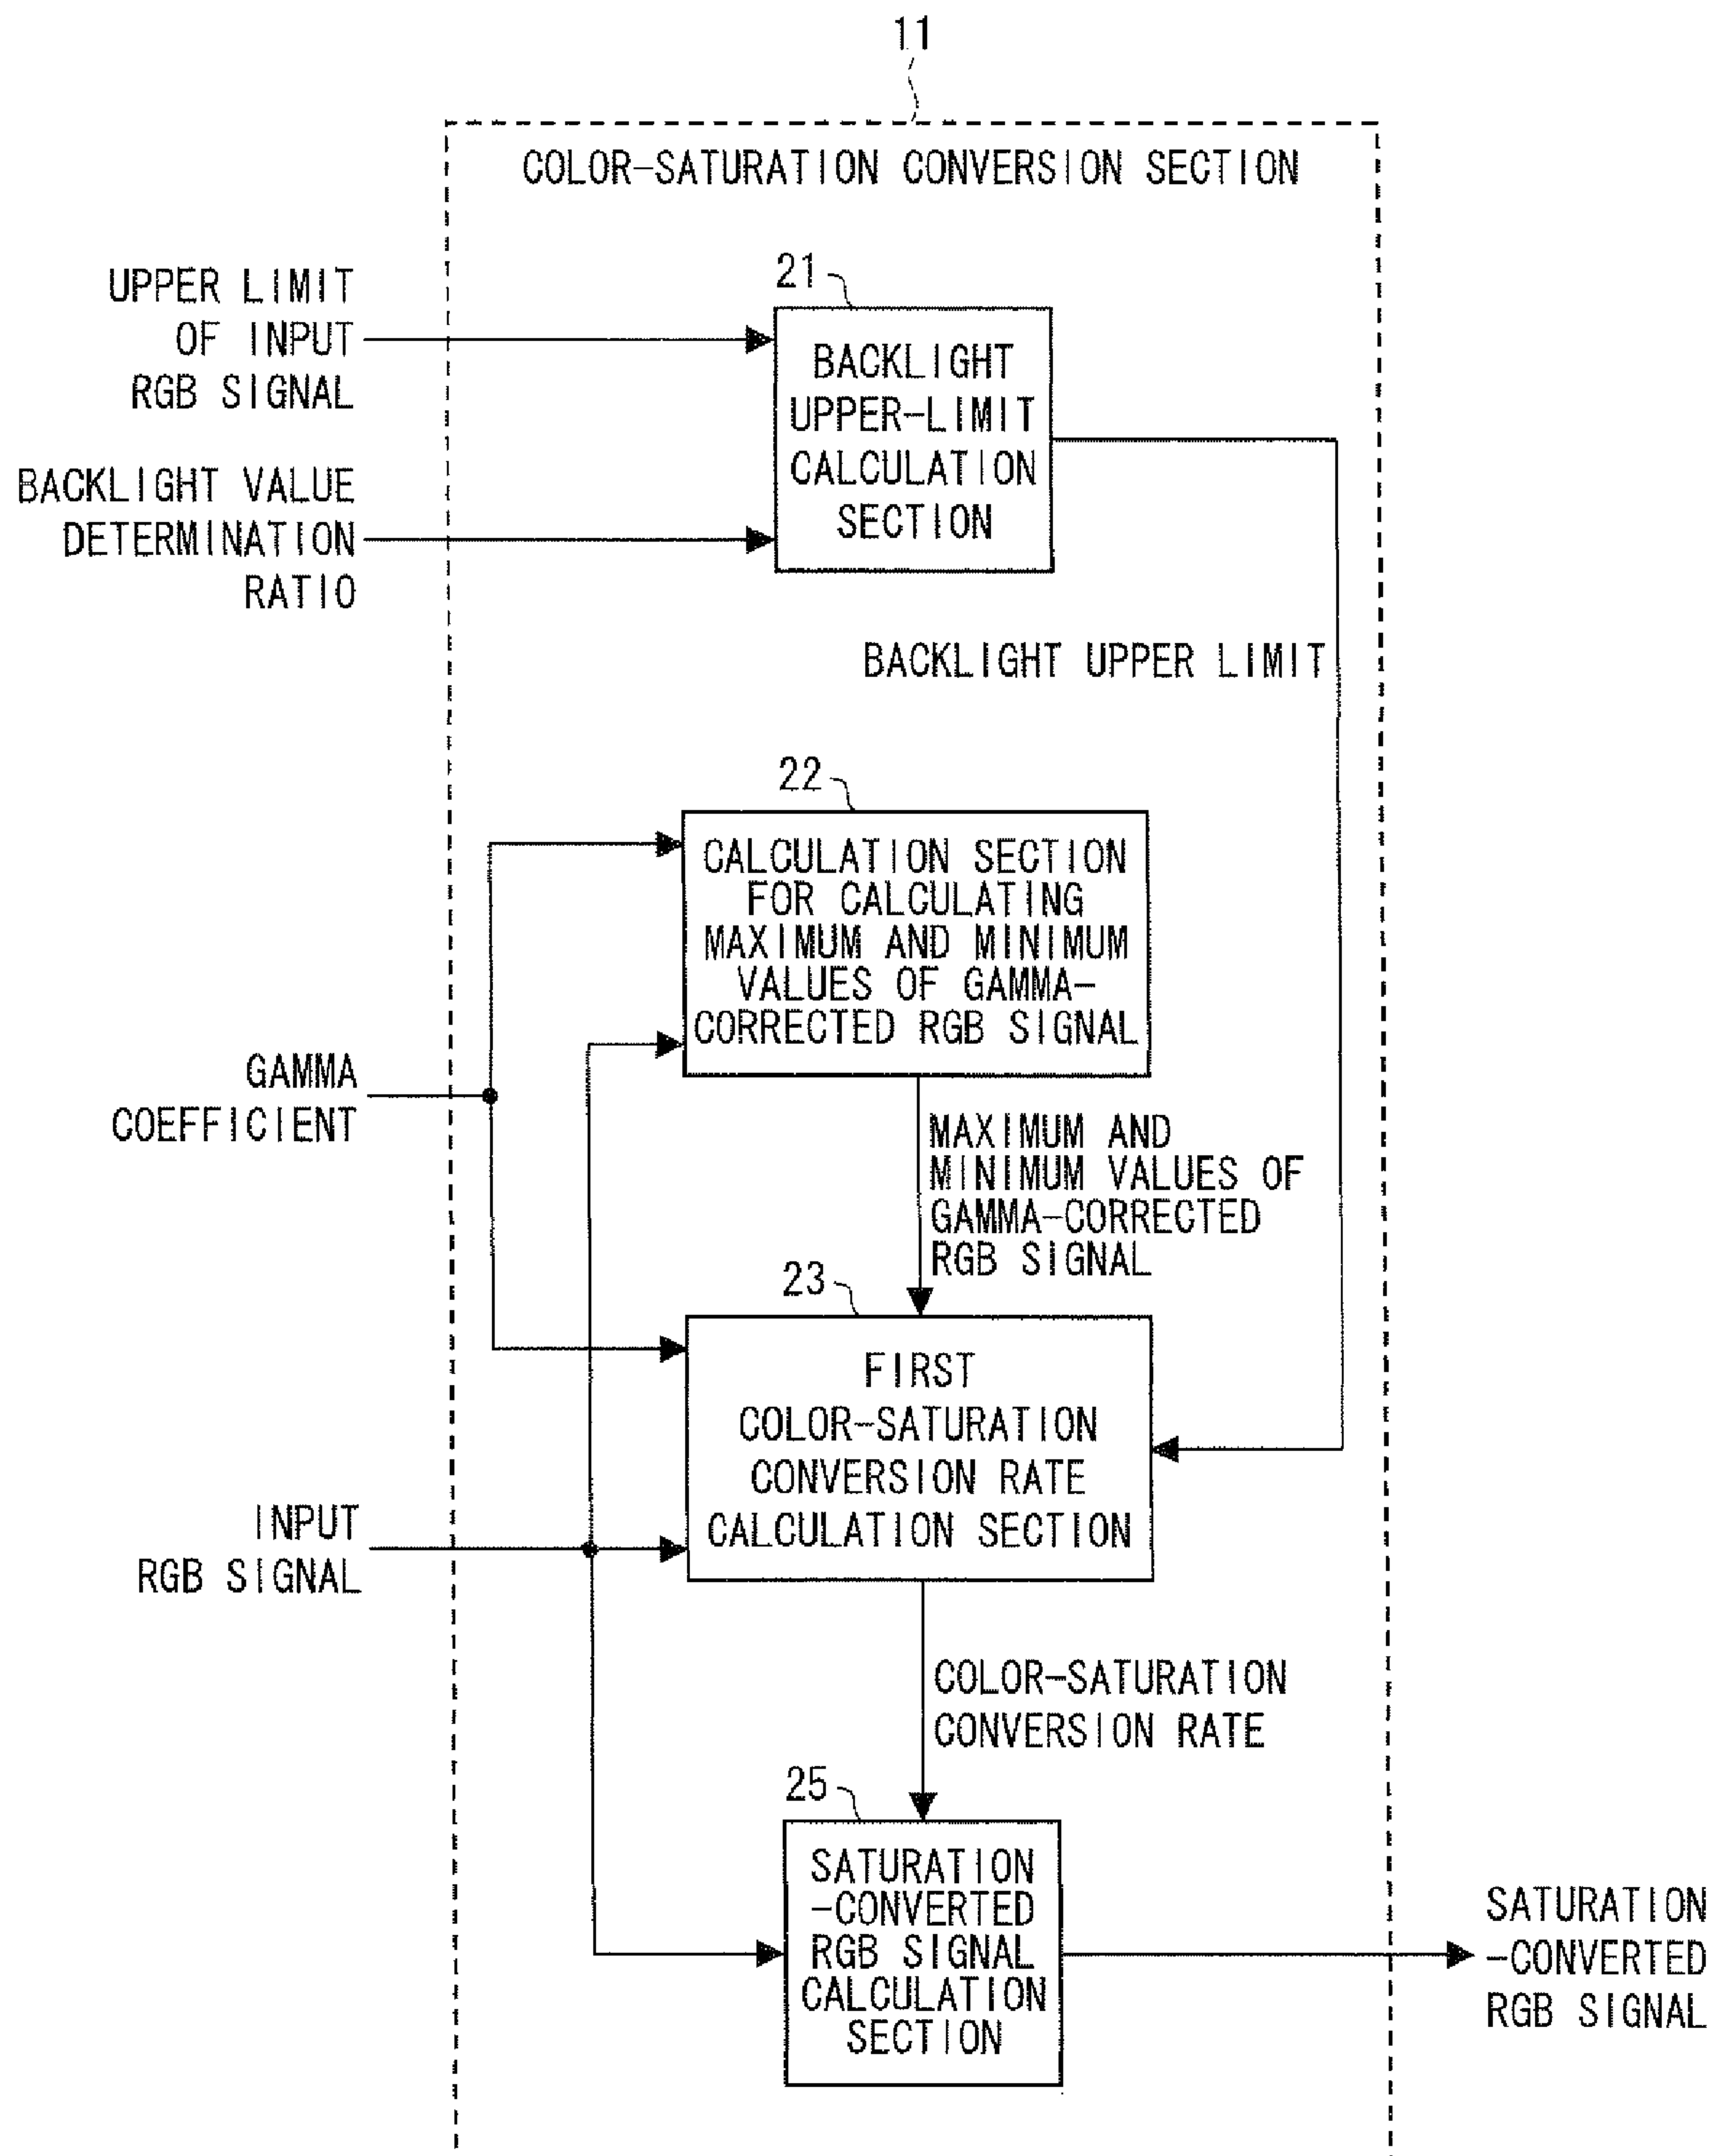 11
COLOR-SATURATION CONVERSION SECTION
UPPER LIMIT
OF INPUT
RGB SIGNAL
BACKLIGHT VALUE
DETERMINATION
RATIO
21
BACKLIGHT
UPPER-LIMIT
CALCULATION
SECTION
BACKLIGHT UPPER LIMIT
22
CALCULATION SECTION
FOR CALCULATING
MAXIMUM AND MINIMUM
VALUES OF GAMMA-
CORRECTED RGB SIGNAL
GAMMA
COEFFICIENT
MAXIMUM AND
MINIMUM VALUES OF
GAMMA-CORRECTED
RGB SIGNAL
23
FIRST
COLOR-SATURATION
CONVERSION RATE
CALCULATION SECTION
INPUT
RGB SIGNAL
COLOR-SATURATION
CONVERSION RATE
25
SATURATION
-CONVERTED
RGB SIGNAL
CALCULATION
SECTION
SATURATION
-CONVERTED
RGB SIGNAL